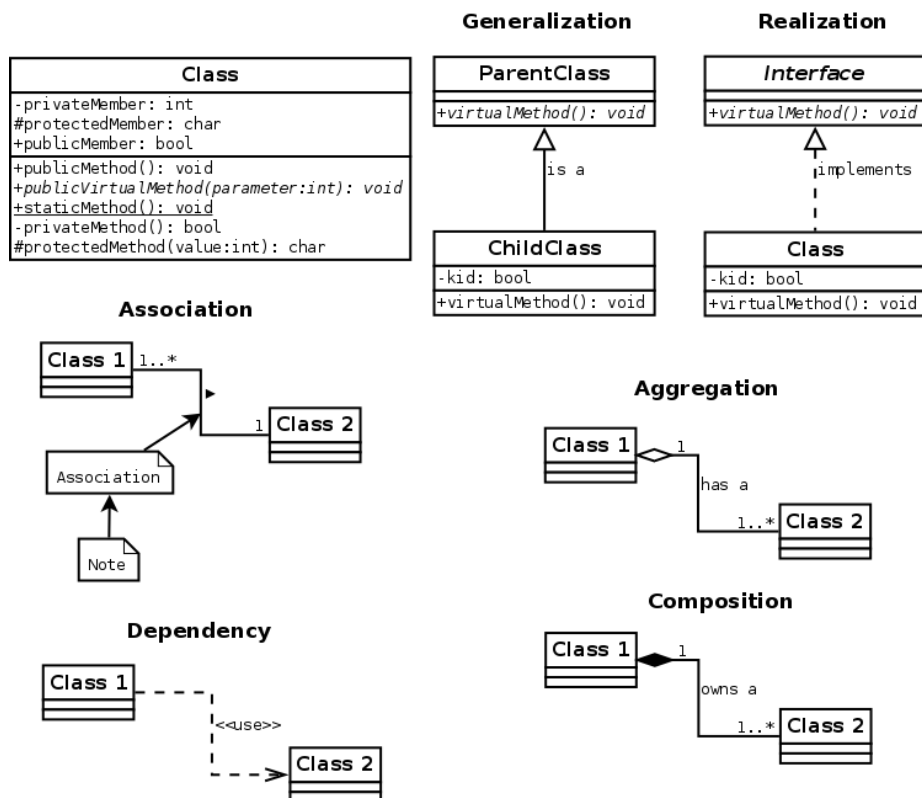 Class
-privateMember: int
#protectedMember: char
+publicMember: bool
+publicMethod(): void
+publicVirtualMethod(parameter:int): void
+staticMethod(): void
-privateMethod(): bool
#protectedMethod(value:int): char
Generalization
ParentClass
+virtualMethod(): void
is a
ChildClass
-kid: bool
+virtualMethod(): void
Realization
Interface
+virtualMethod(): void
implements
Class
-kid: bool
+virtualMethod(): void
Association
Class 1
1..*
1
Class 2
Association
Note
Aggregation
Class 1
1
has a
1..*
Class 2
Dependency
Class 1
<<use>>
Class 2
Composition
Class 1
1
owns a
1..*
Class 2